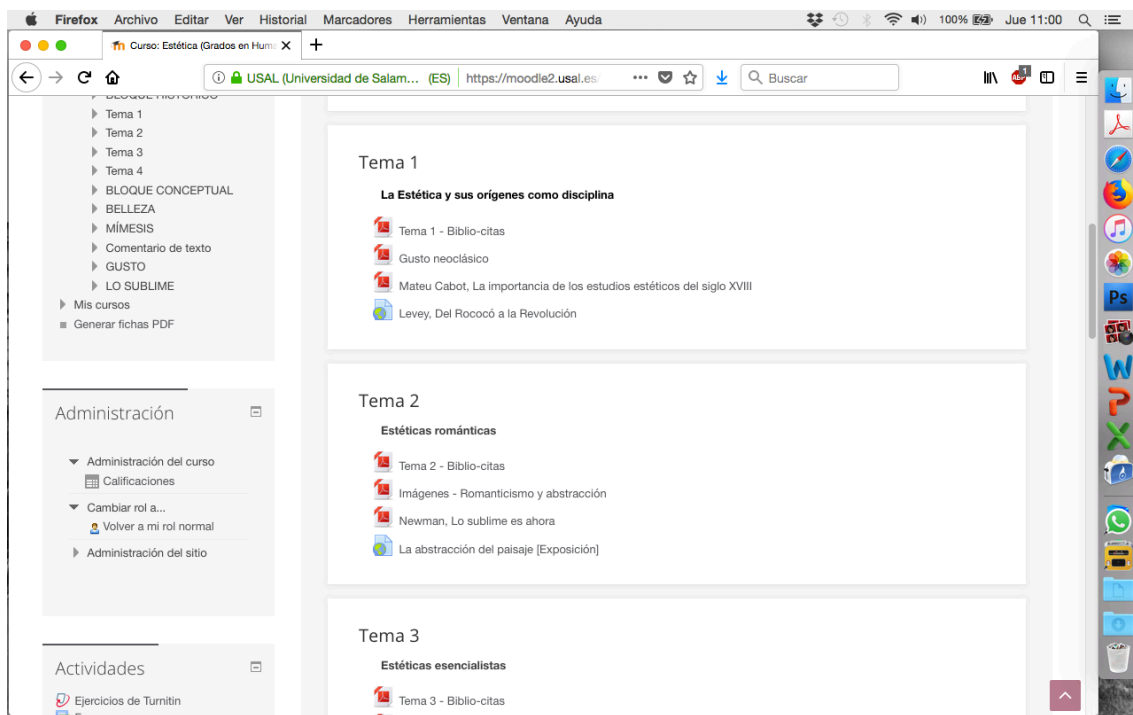 Firefox Archivo Editar Ver Historial Marcadores Herramientas Ventana Ayuda 100% Jue 11:00
Curso: Estética (Grados en Huma
USAL (Universidad de Salam... (ES) https://moodle2.usal.es/ Buscar
ABP 1
BLOQUE HISTÓRICO
Tema 1
Tema 2
Tema 3
Tema 4
BLOQUE CONCEPTUAL
BELLEZA
MÍMESIS
Comentario de texto
GUSTO
LO SUBLIME
Mis cursos
Generar fichas PDF
Administración
Administración del curso
Calificaciones
Cambiar rol a...
Volver a mi rol normal
Administración del sitio
Actividades
Ejercicios de Turnitin
Tema 1
La Estética y sus orígenes como disciplina
Tema 1 - Biblio-citas
Gusto neoclásico
Mateu Cabot, La importancia de los estudios estéticos del siglo XVIII
Levey, Del Rococó a la Revolución
Tema 2
Estéticas románticas
Tema 2 - Biblio-citas
Imágenes - Romanticismo y abstracción
Newman, Lo sublime es ahora
La abstracción del paisaje [Exposición]
Tema 3
Estéticas esencialistas
Tema 3 - Biblio-citas
Ps